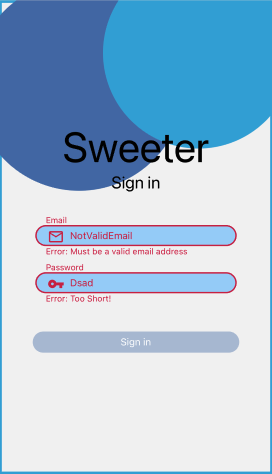 Sweeter
Sign in
Email
NotValidEmail
Error: Must be a valid email address
Password
Dsad
Error: Too Short!
Sign in